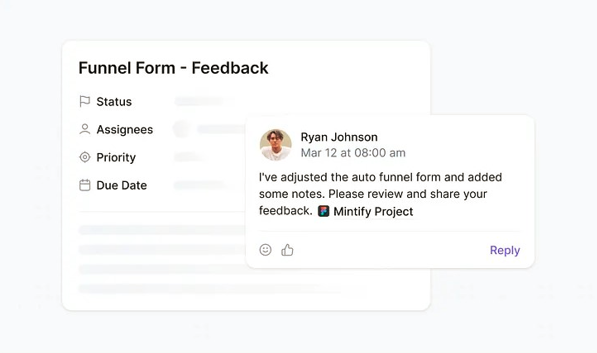 Funnel Form - Feedback
Status
Assignees
Priority
Due Date
Ryan Johnson
Mar 12 at 08:00 am
I've adjusted the auto funnel form and added
some notes. Please review and share your
feedback. Mintify Project
Reply